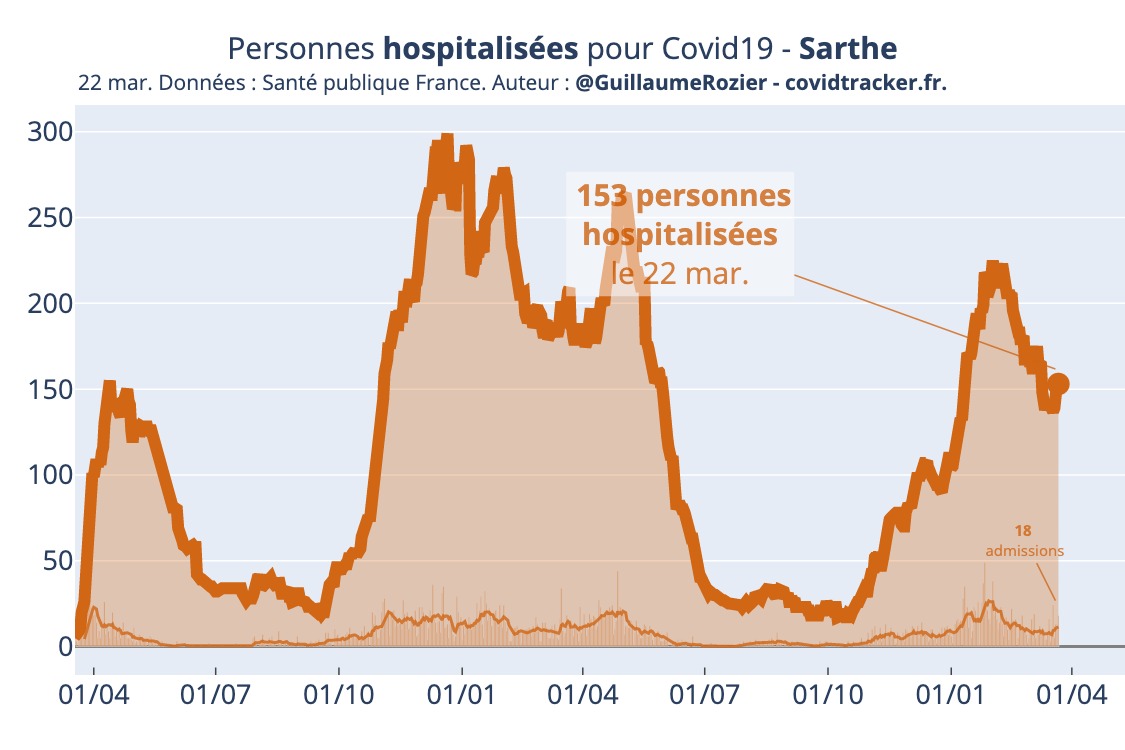 Personnes hospitalisées pour Covid19 - Sarthe
22 mar. Données : Santé publique France. Auteur : @GuillaumeRozier - covidtracker.fr.
300
250
200
150
100
50
0
153 personnes
hospitalisées
le 22 mar.
18
admissions
01/04 01/07 01/10 01/01 01/04 01/07 01/10 01/01 01/04